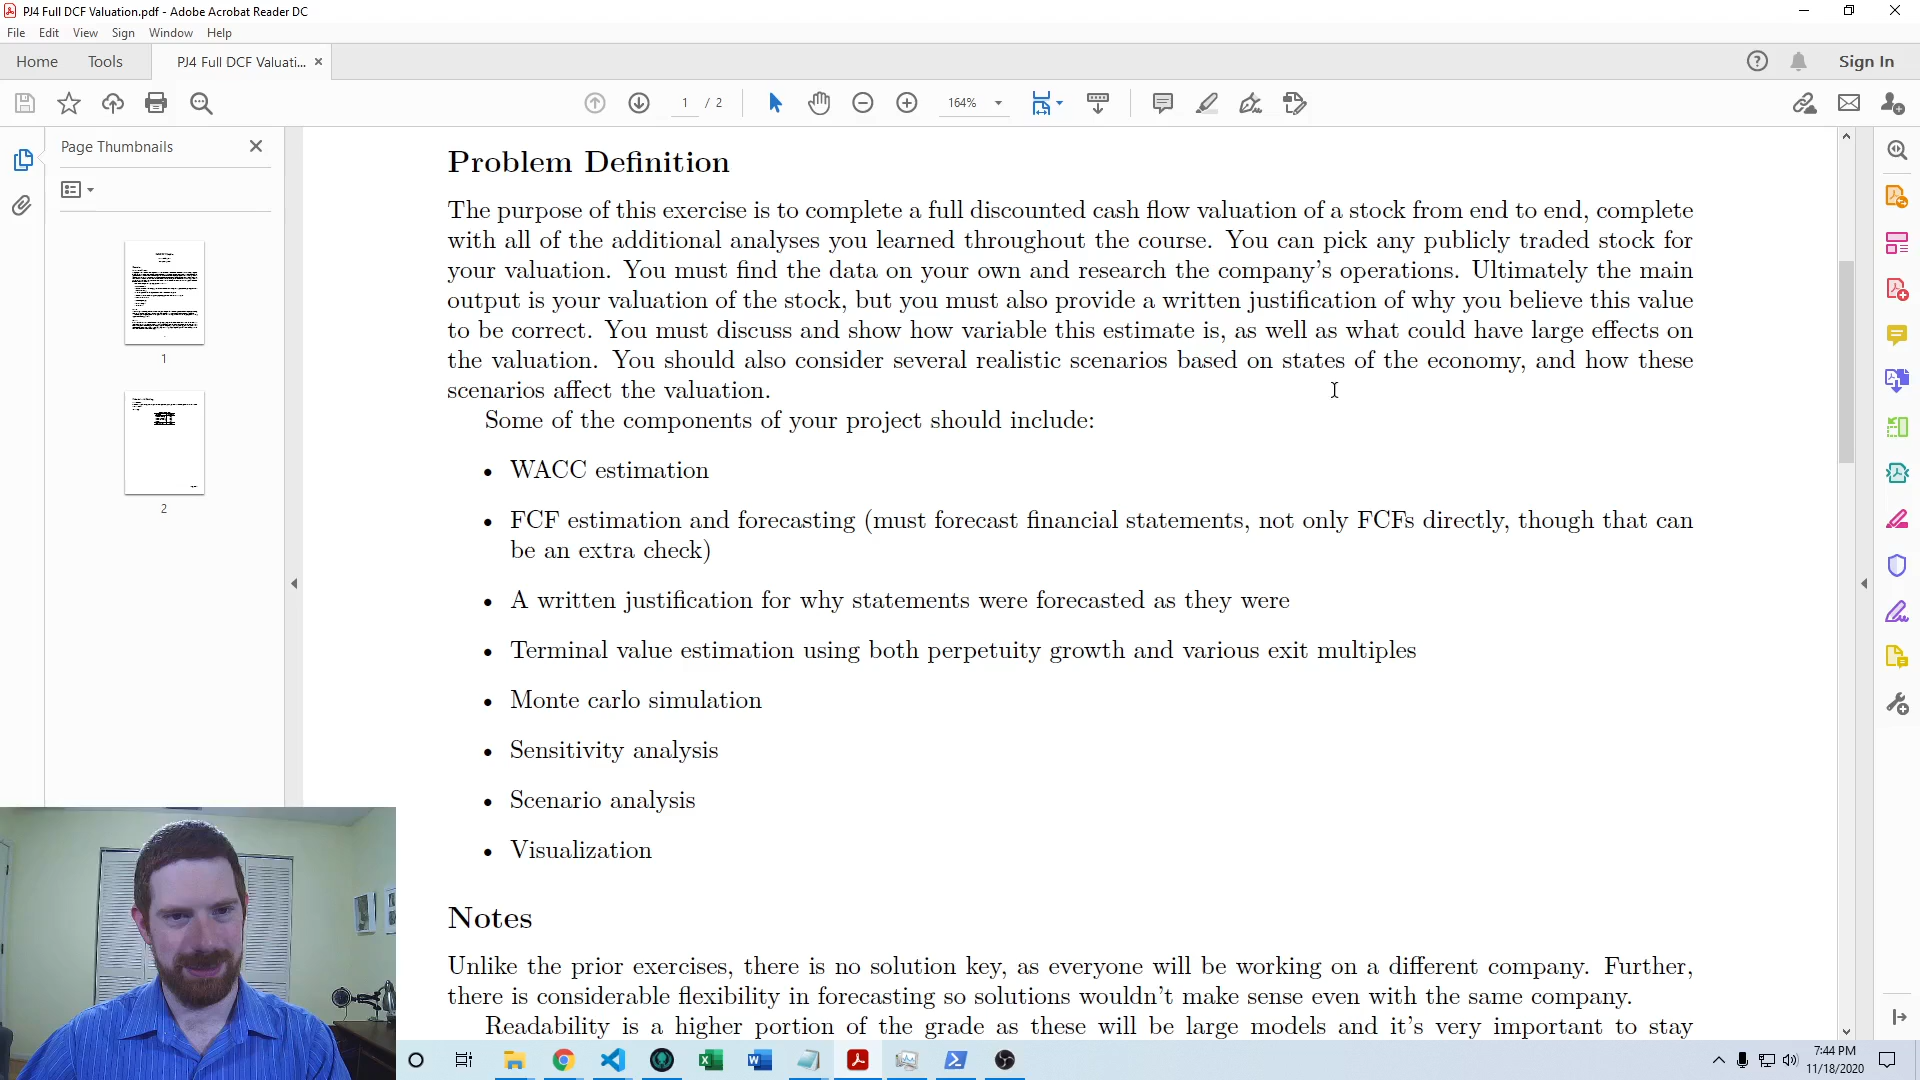 PJ4 Full DCF Valuation.pdf - Adobe Acrobat Reader DC
File Edit View Sign Window Help
Home Tools PJ4 Full DCF Valuati... × Sign In
1 / 2 164%
Page Thumbnails
1
2
Problem Definition
The purpose of this exercise is to complete a full discounted cash flow valuation of a stock from end to end, complete
with all of the additional analyses you learned throughout the course. You can pick any publicly traded stock for
your valuation. You must find the data on your own and research the company's operations. Ultimately the main
output is your valuation of the stock, but you must also provide a written justification of why you believe this value
to be correct. You must discuss and show how variable this estimate is, as well as what could have large effects on
the valuation. You should also consider several realistic scenarios based on states of the economy, and how these
scenarios affect the valuation.
Some of the components of your project should include:
• WACC estimation
• FCF estimation and forecasting (must forecast financial statements, not only FCFs directly, though that can
be an extra check)
• A written justification for why statements were forecasted as they were
• Terminal value estimation using both perpetuity growth and various exit multiples
• Monte carlo simulation
• Sensitivity analysis
• Scenario analysis
• Visualization
Notes
Unlike the prior exercises, there is no solution key, as everyone will be working on a different company. Further,
there is considerable flexibility in forecasting so solutions wouldn't make sense even with the same company.
Readability is a higher portion of the grade as these will be large models and it's very important to stay
7:44 PM
11/18/2020